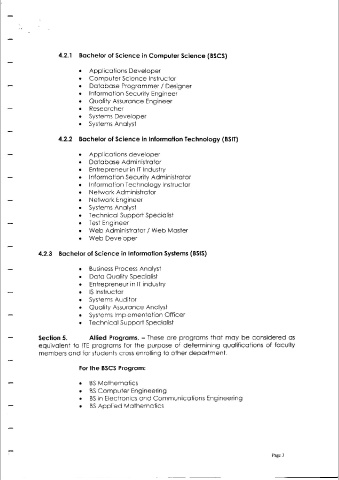 4.2.1 Bachelor of Science in Computer Science (BSCS)
• Applications Developer
• Computer Science Instructor
• Database Programmer / Designer
• Information Security Engineer
• Quality Assurance Engineer
• Researcher
• Systems Developer
• Systems Analyst
4.2.2 Bachelor of Science in Information Technology (BSIT)
• Applications developer
• Database Administrator
• Entrepreneur in IT Industry
• Information Security Administrator
• Information Technology Instructor
• Network Administrator
• Network Engineer
• Systems Analyst
• Technical Support Specialist
• Test Engineer
• Web Administrator / Web Master
• Web Developer
4.2.3 Bachelor of Science in Information Systems (BSIS)
• Business Process Analyst
• Data Quality Specialist
• Entrepreneur in IT industry
• IS Instructor
• Systems Auditor
• Quality Assurance Analyst
• Systems Implementation Officer
• Technical Support Specialist
Section 5. Allied Programs. – These are programs that may be considered as
equivalent to ITE programs for the purpose of determining qualifications of faculty
members and for students cross enrolling to other department.
For the BSCS Program:
• BS Mathematics
• BS Computer Engineering
• BS in Electronics and Communications Engineering
• BS Applied Mathematics